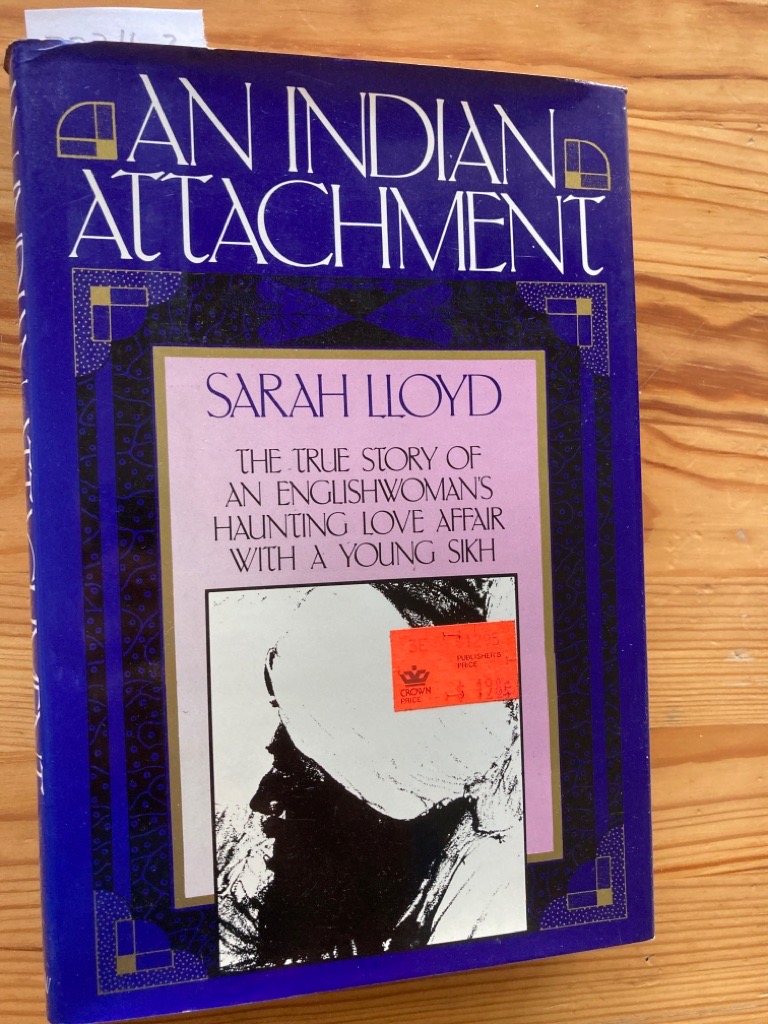 AN INDIAN
ATTACHMENT
SARAH LLOYD
THE TRUE STORY OF
AN ENGLISHWOMAN'S
HAUNTING LOVE AFFAIR
WITH A YOUNG SIKH
PUBLISHER'S
PRICE
CROWN
PRICE